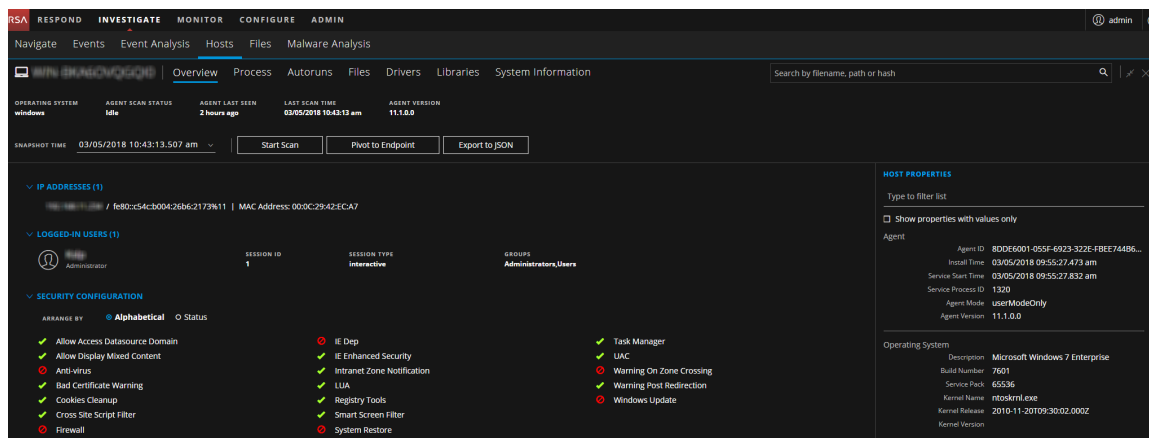 RSA RESPOND INVESTIGATE MONITOR CONFIGURE ADMIN admin
Navigate Events Event Analysis Hosts Files Malware Analysis
Overview Process Autoruns Files Drivers Libraries System Information Search by filename, path or hash
OPERATING SYSTEM AGENT SCAN STATUS AGENT LAST SEEN LAST SCAN TIME AGENT VERSION
windows Idle 2 hours ago 03/05/2018 10:43:13 am 11.1.0.0
SNAPSHOT TIME 03/05/2018 10:43:13.507 am Start Scan Pivot to Endpoint Export to JSON
IP ADDRESSES (1)
/ fe80::c54c:b004:26b6:2173%11 | MAC Address: 00:0C:29:42:EC:A7
LOGGED-IN USERS (1)
SESSION ID SESSION TYPE GROUPS
Administrator 1 interactive Administrators,Users
SECURITY CONFIGURATION
ARRANGE BY Alphabetical Status
Allow Access Datasource Domain IE Dep Task Manager
Allow Display Mixed Content IE Enhanced Security UAC
Anti-virus Intranet Zone Notification Warning On Zone Crossing
Bad Certificate Warning LUA Warning Post Redirection
Cookies Cleanup Registry Tools Windows Update
Cross Site Script Filter Smart Screen Filter
Firewall System Restore
HOST PROPERTIES
Type to filter list
Show properties with values only
Agent
Agent ID 8DDE6001-055F-6923-322E-FBEE744B6...
Install Time 03/05/2018 09:55:27.473 am
Service Start Time 03/05/2018 09:55:27.832 am
Service Process ID 1320
Agent Mode userModeOnly
Agent Version 11.1.0.0
Operating System
Description Microsoft Windows 7 Enterprise
Build Number 7601
Service Pack 65536
Kernel Name ntoskrnl.exe
Kernel Release 2010-11-20T09:30:02.000Z
Kernel Version